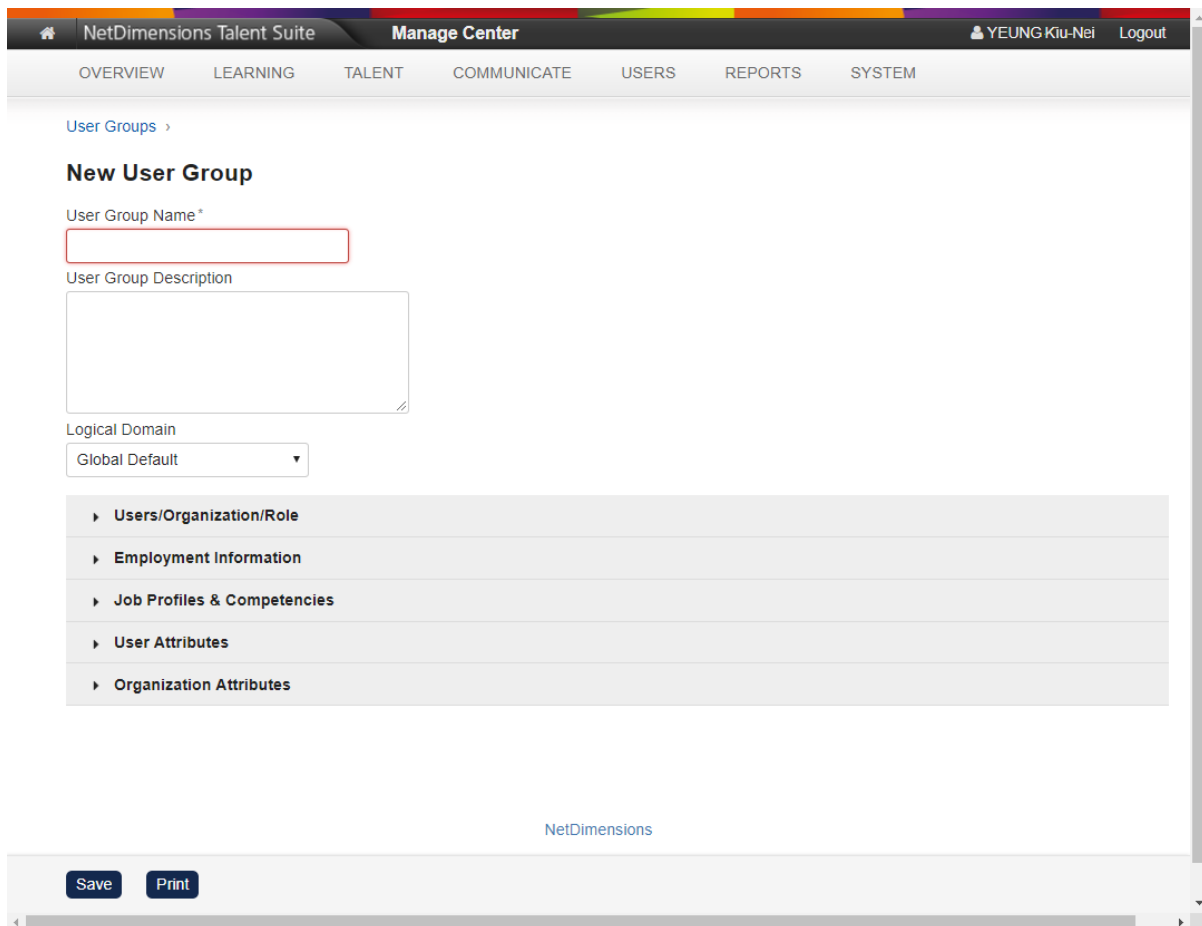 NetDimensions Talent Suite Manage Center YEUNG Kiu-Nei Logout
OVERVIEW LEARNING TALENT COMMUNICATE USERS REPORTS SYSTEM
User Groups ›
New User Group
User Group Name *
User Group Description
Logical Domain
Global Default
Users/Organization/Role
Employment Information
Job Profiles & Competencies
User Attributes
Organization Attributes
NetDimensions
Save Print